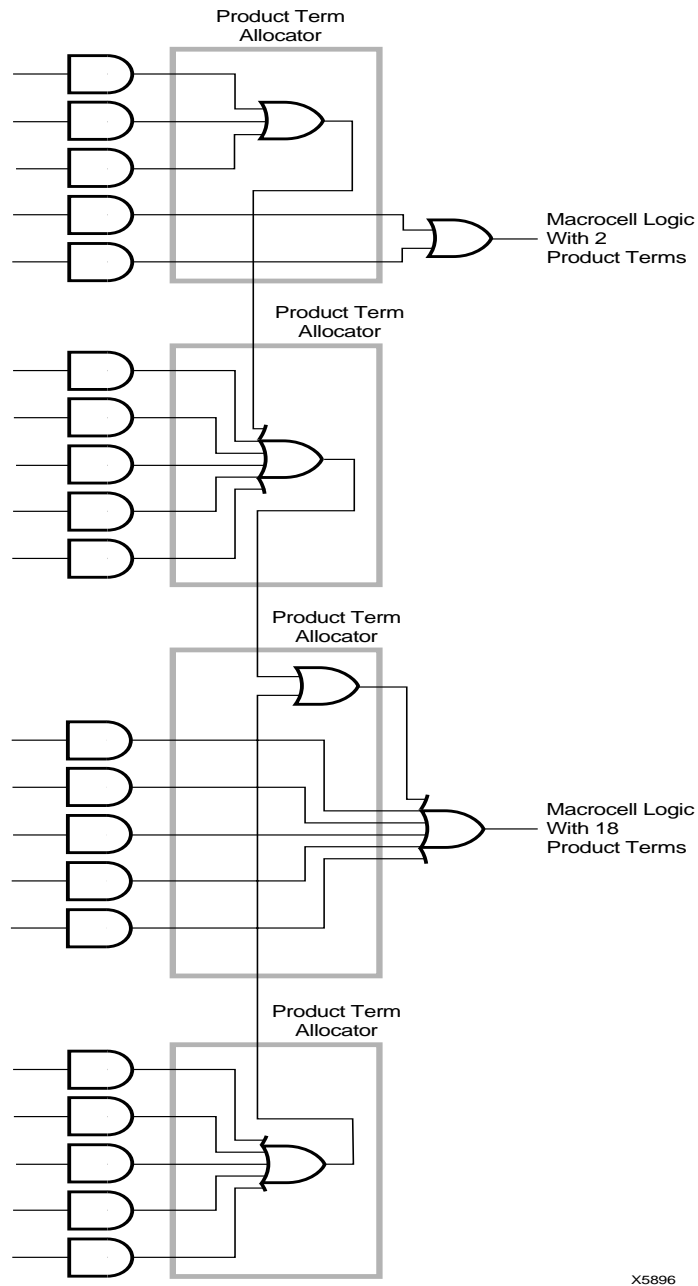 Product Term
Allocator
Macrocell Logic
With 2
Product Terms
Product Term
Allocator
Product Term
Allocator
Macrocell Logic
With 18
Product Terms
Product Term
Allocator
X5896